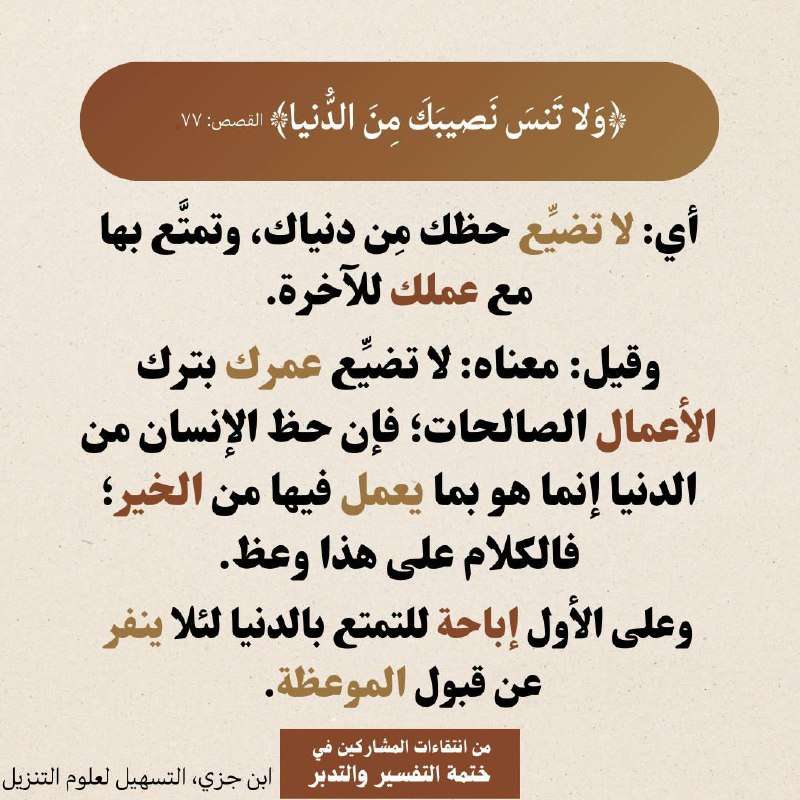 ﴿وَلا تَنسَ نَصيبَكَ مِنَ الدُّنيا﴾ القصص: ٧٧
أي: لا تضيِّع حظك مِن دنياك، وتمتَّع بها
مع عملك للآخرة.
وقيل: معناه: لا تضيِّع عمرك بترك
الأعمال الصالحات؛ فإن حظ الإنسان من
الدنيا إنما هو بما يعمل فيها من الخير؛
فالكلام على هذا وعظ.
وعلى الأول إباحة للتمتع بالدنيا لئلا ينفر
عن قبول الموعظة.
من انتقاءات المشاركين في
ختمة التفسير والتدبر
ابن جزي، التسهيل لعلوم التنزيل